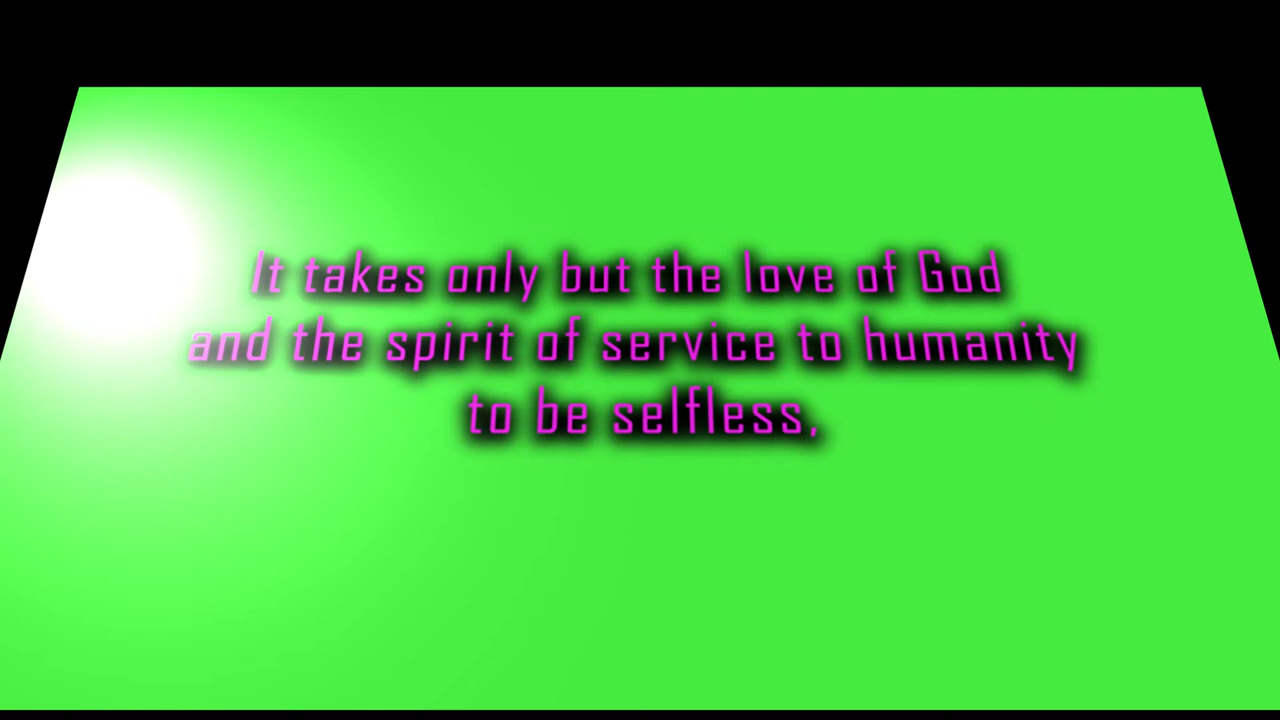 It takes only but the love of God
and the spirit of service to humanity
to be selfless,